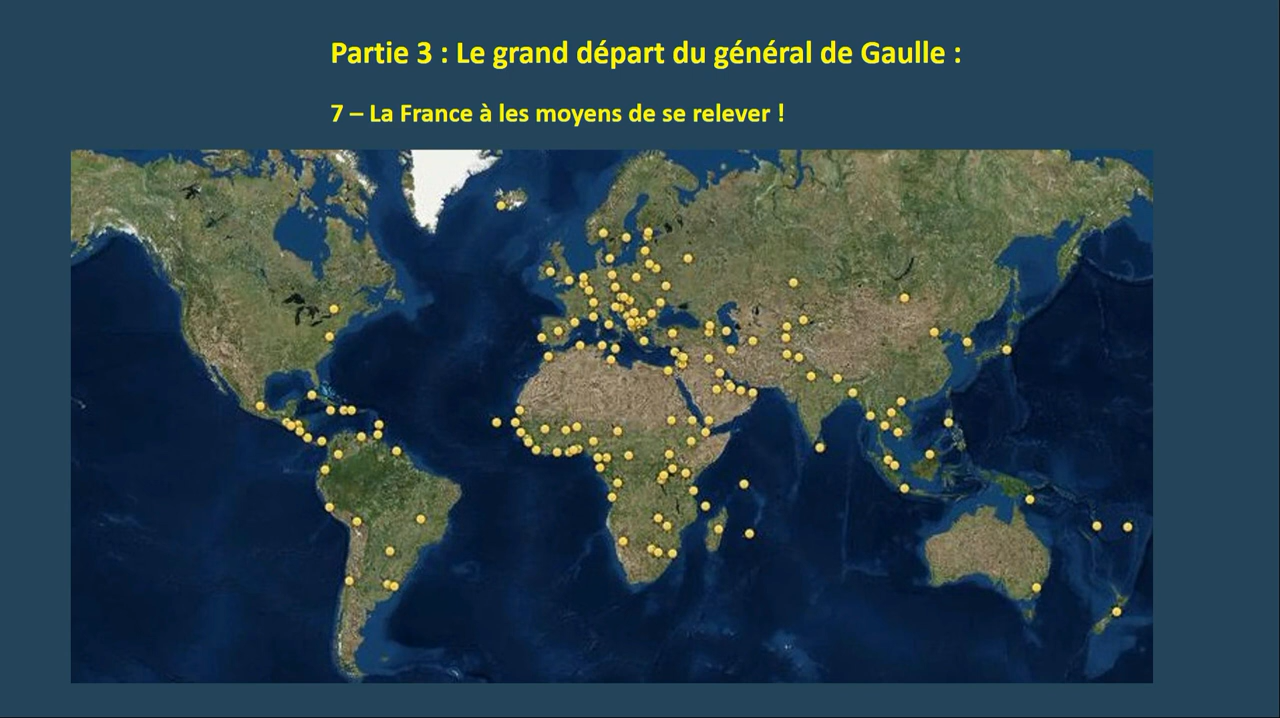 Partie 3 : Le grand départ du général de Gaulle :
7 – La France à les moyens de se relever !